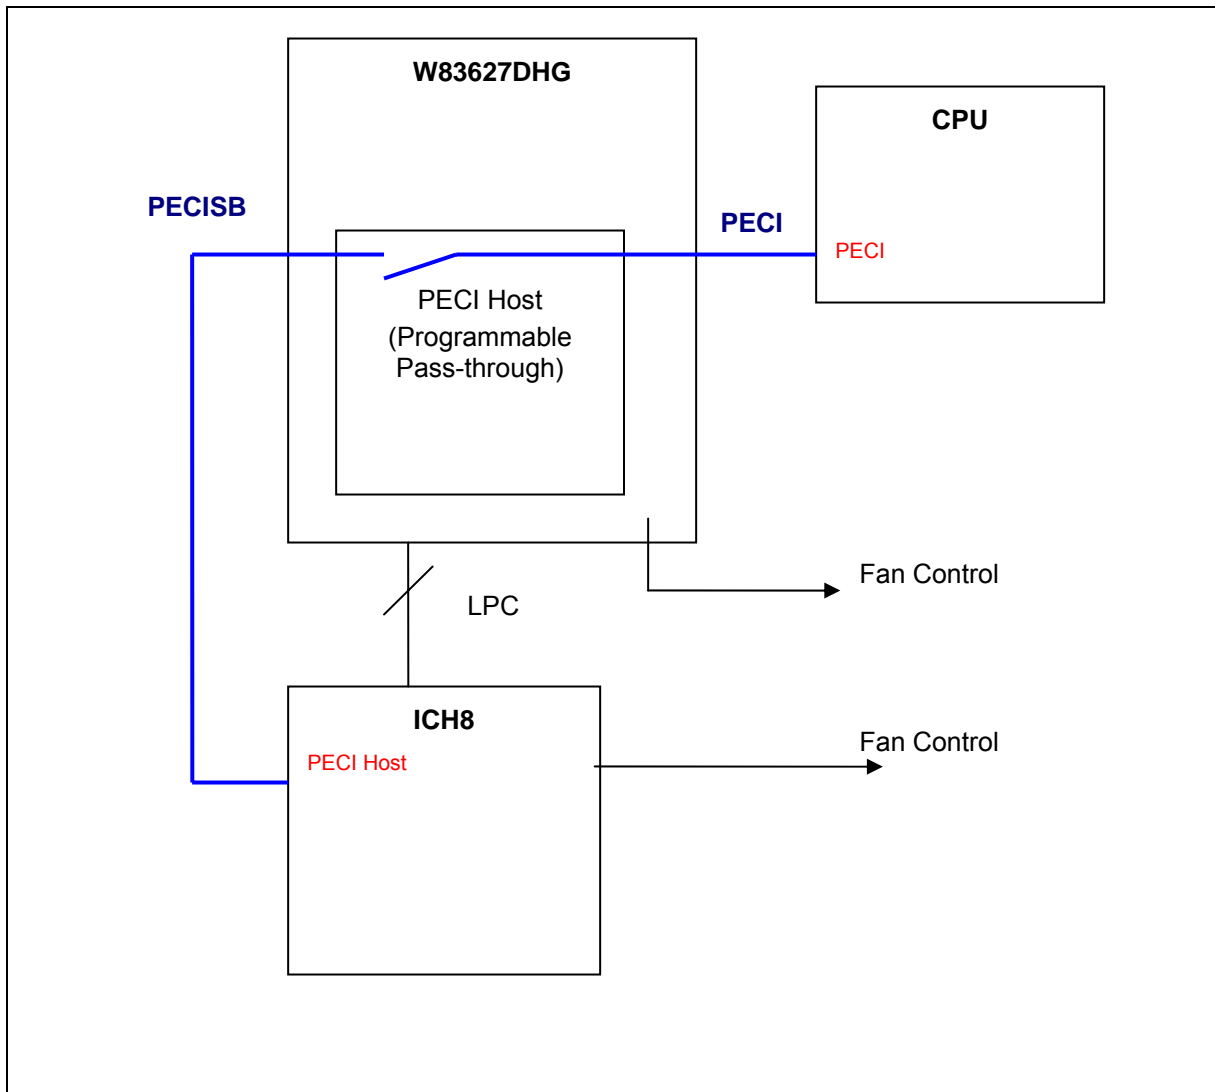 W83627DHG
CPU
PECISB
PECI
PECI
PECI Host
(Programmable
Pass-through)
Fan Control
LPC
ICH8
PECI Host
Fan Control